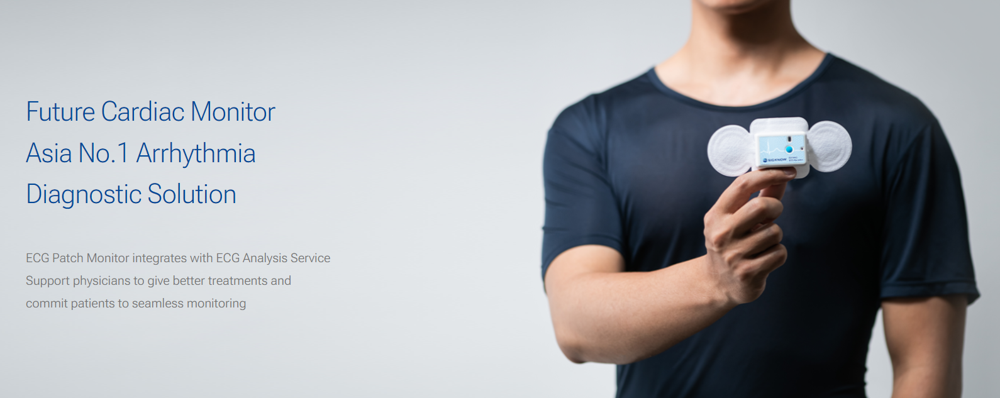 Future Cardiac Monitor
Asia No.1 Arrhythmia
Diagnostic Solution
ECG Patch Monitor integrates with ECG Analysis Service
Support physicians to give better treatments and
commit patients to seamless monitoring
SIGKNOW